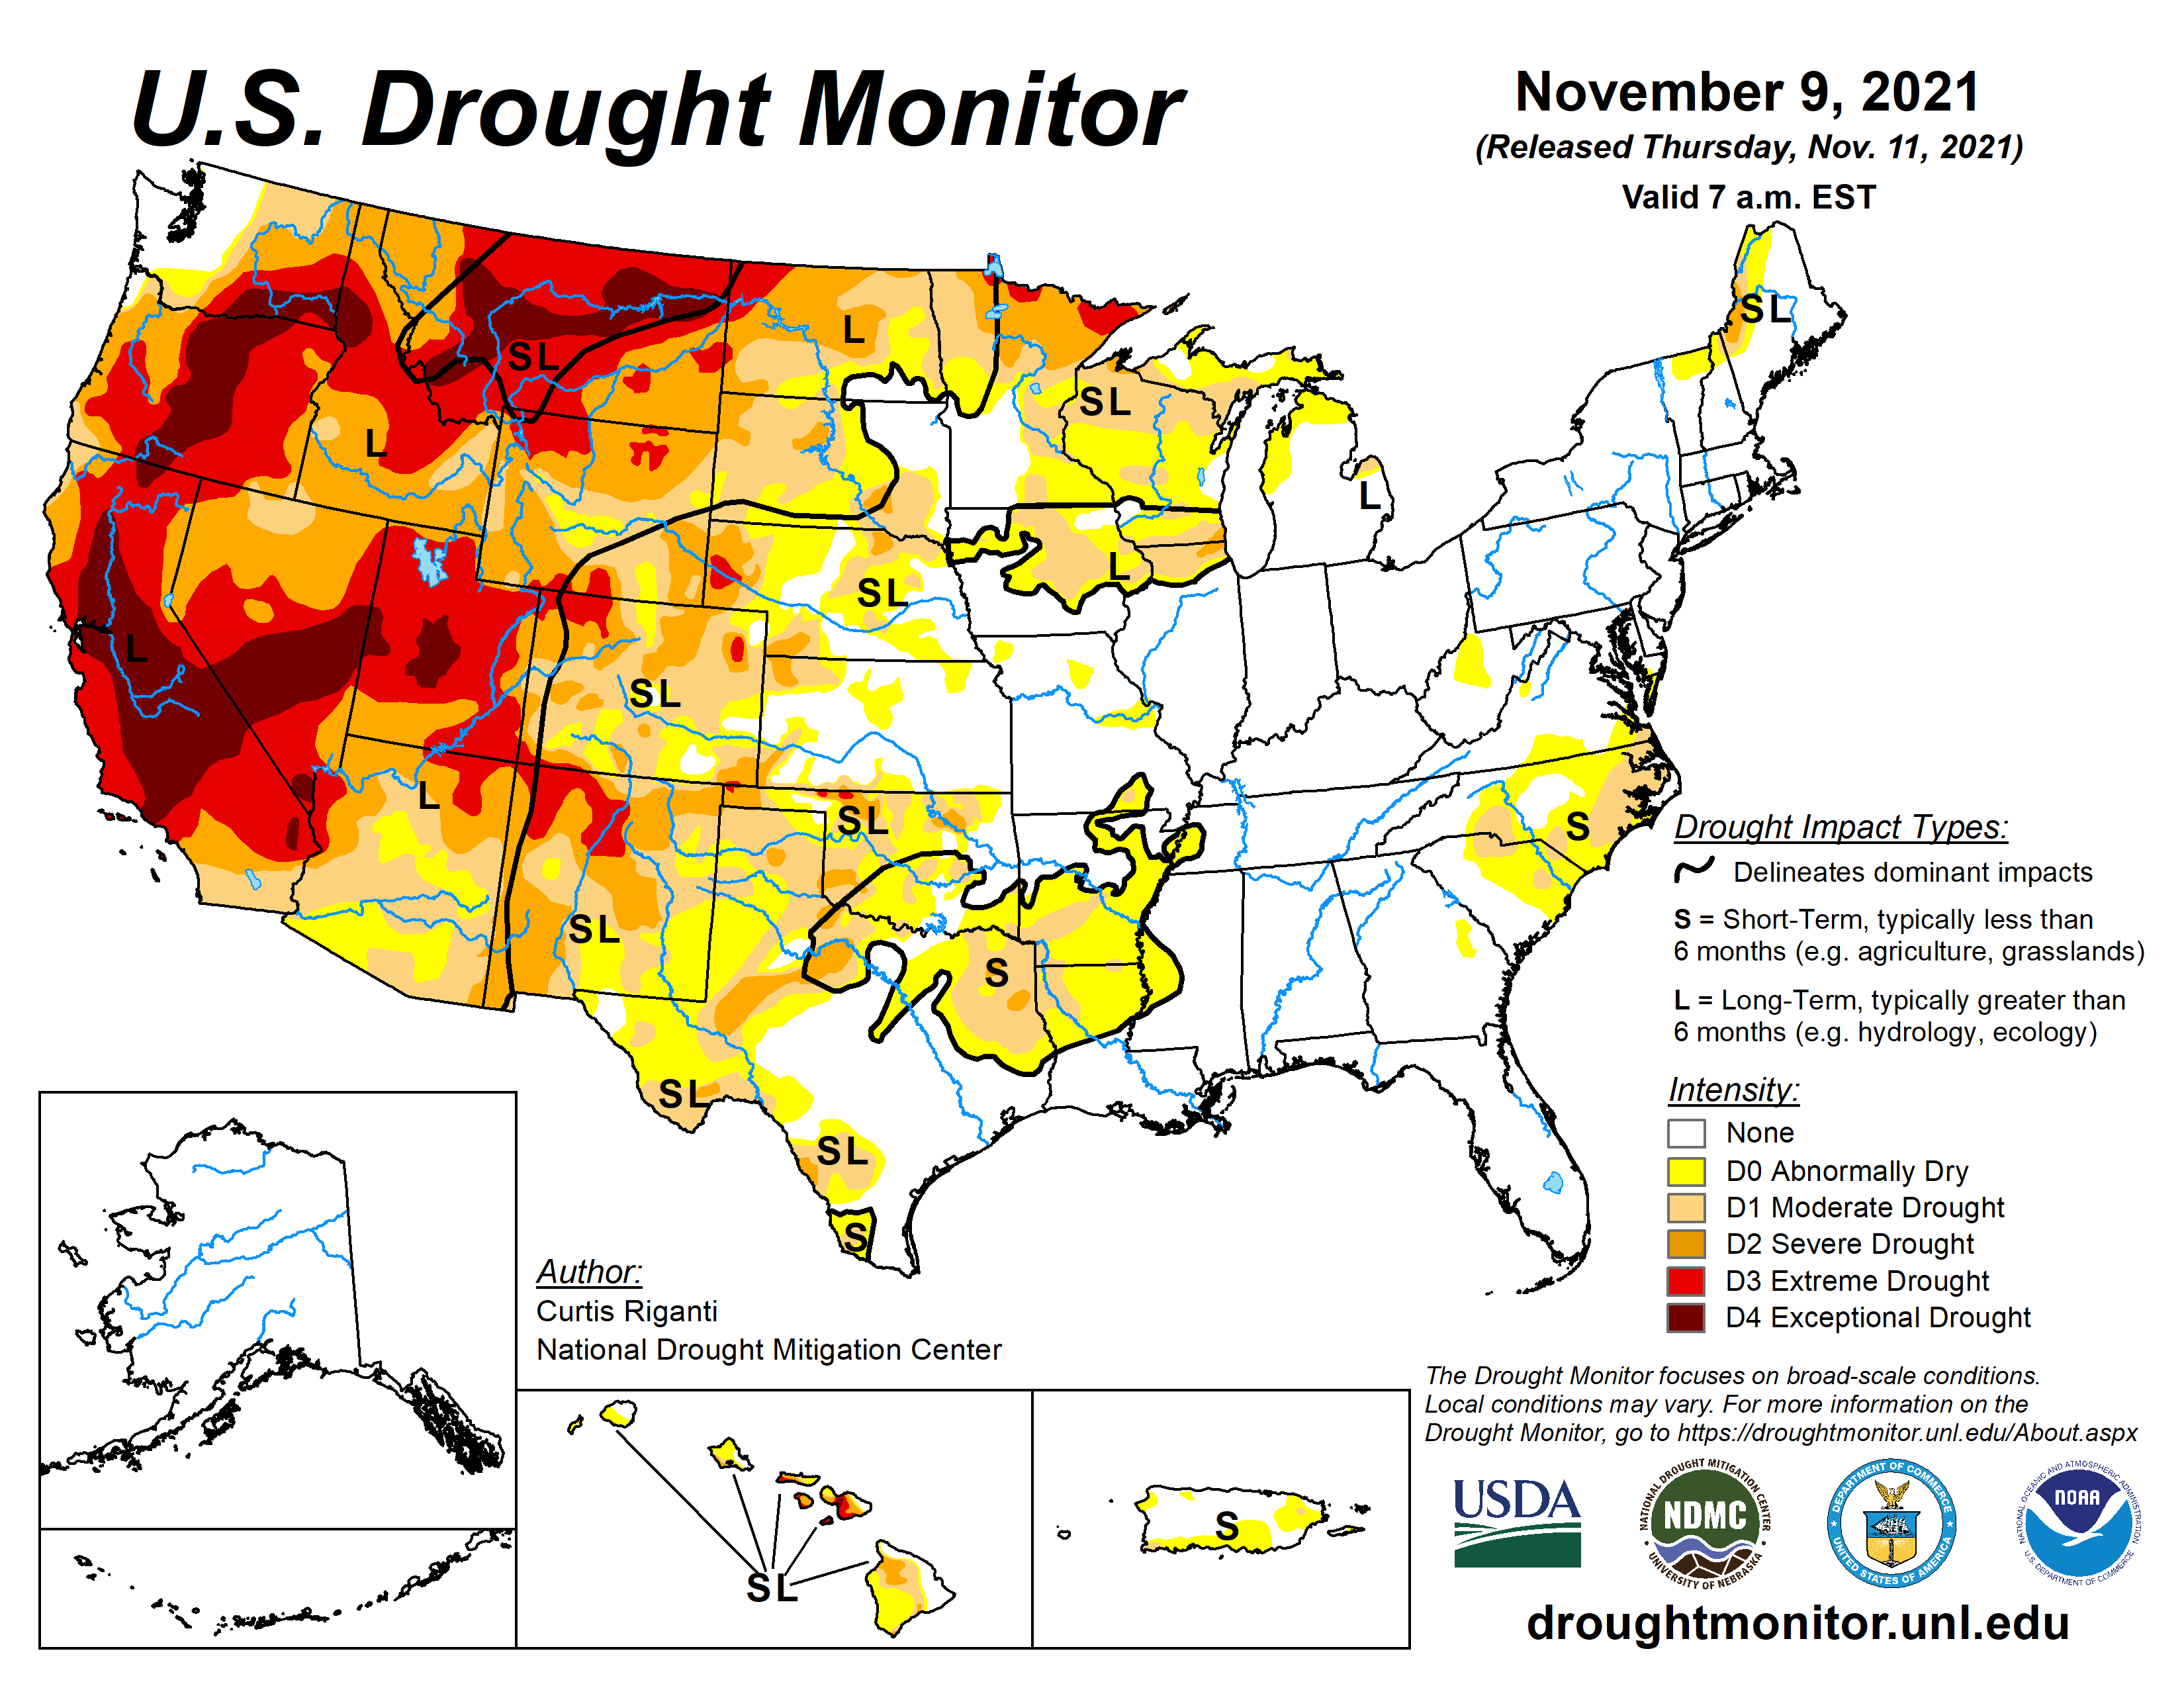 U.S. Drought Monitor
November 9, 2021
(Released Thursday, Nov. 11, 2021)
Valid 7 a.m. EST
SL
L
SL
SL
L
L
L
SL
L
SL
L
SL
S
SL
S
SL
SL
S
Drought Impact Types:
Delineates dominant impacts
S = Short-Term, typically less than
6 months (e.g. agriculture, grasslands)
L = Long-Term, typically greater than
6 months (e.g. hydrology, ecology)
Intensity:
None
D0 Abnormally Dry
D1 Moderate Drought
D2 Severe Drought
D3 Extreme Drought
D4 Exceptional Drought
Author:
Curtis Riganti
National Drought Mitigation Center
SL
S
The Drought Monitor focuses on broad-scale conditions.
Local conditions may vary. For more information on the
Drought Monitor, go to https://droughtmonitor.unl.edu/About.aspx
USDA
NATIONAL DROUGHT MITIGATION CENTER
NDMC
UNIVERSITY OF NEBRASKA
DEPARTMENT OF COMMERCE
UNITED STATES OF AMERICA
NATIONAL OCEANIC AND ATMOSPHERIC ADMINISTRATION
NOAA
U.S. DEPARTMENT OF COMMERCE
droughtmonitor.unl.edu